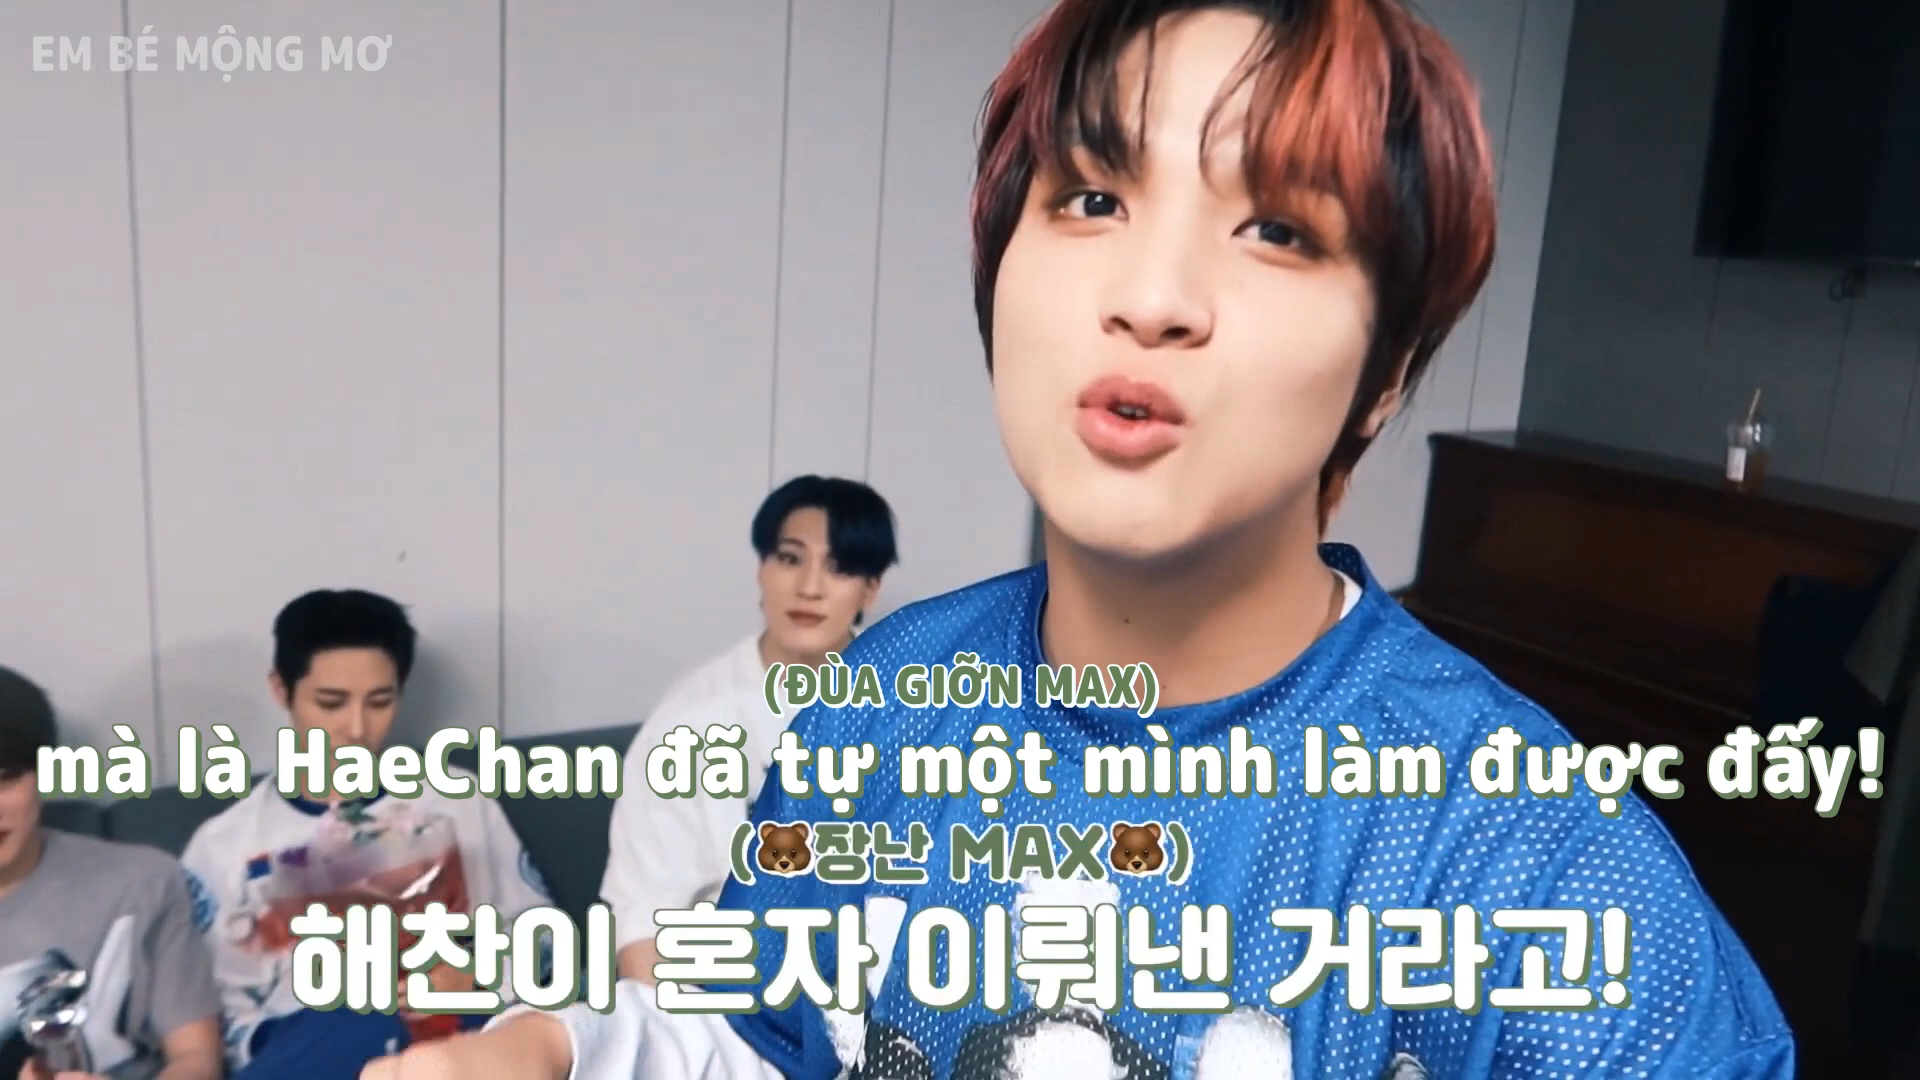 EM BÉ MỘNG MƠ
(ĐÙA GIỠN MAX)
mà là HaeChan đã tự một mình làm được đấy!
(🐻장난 MAX🐻)
해찬이 혼자 이뤄낸 거라고!